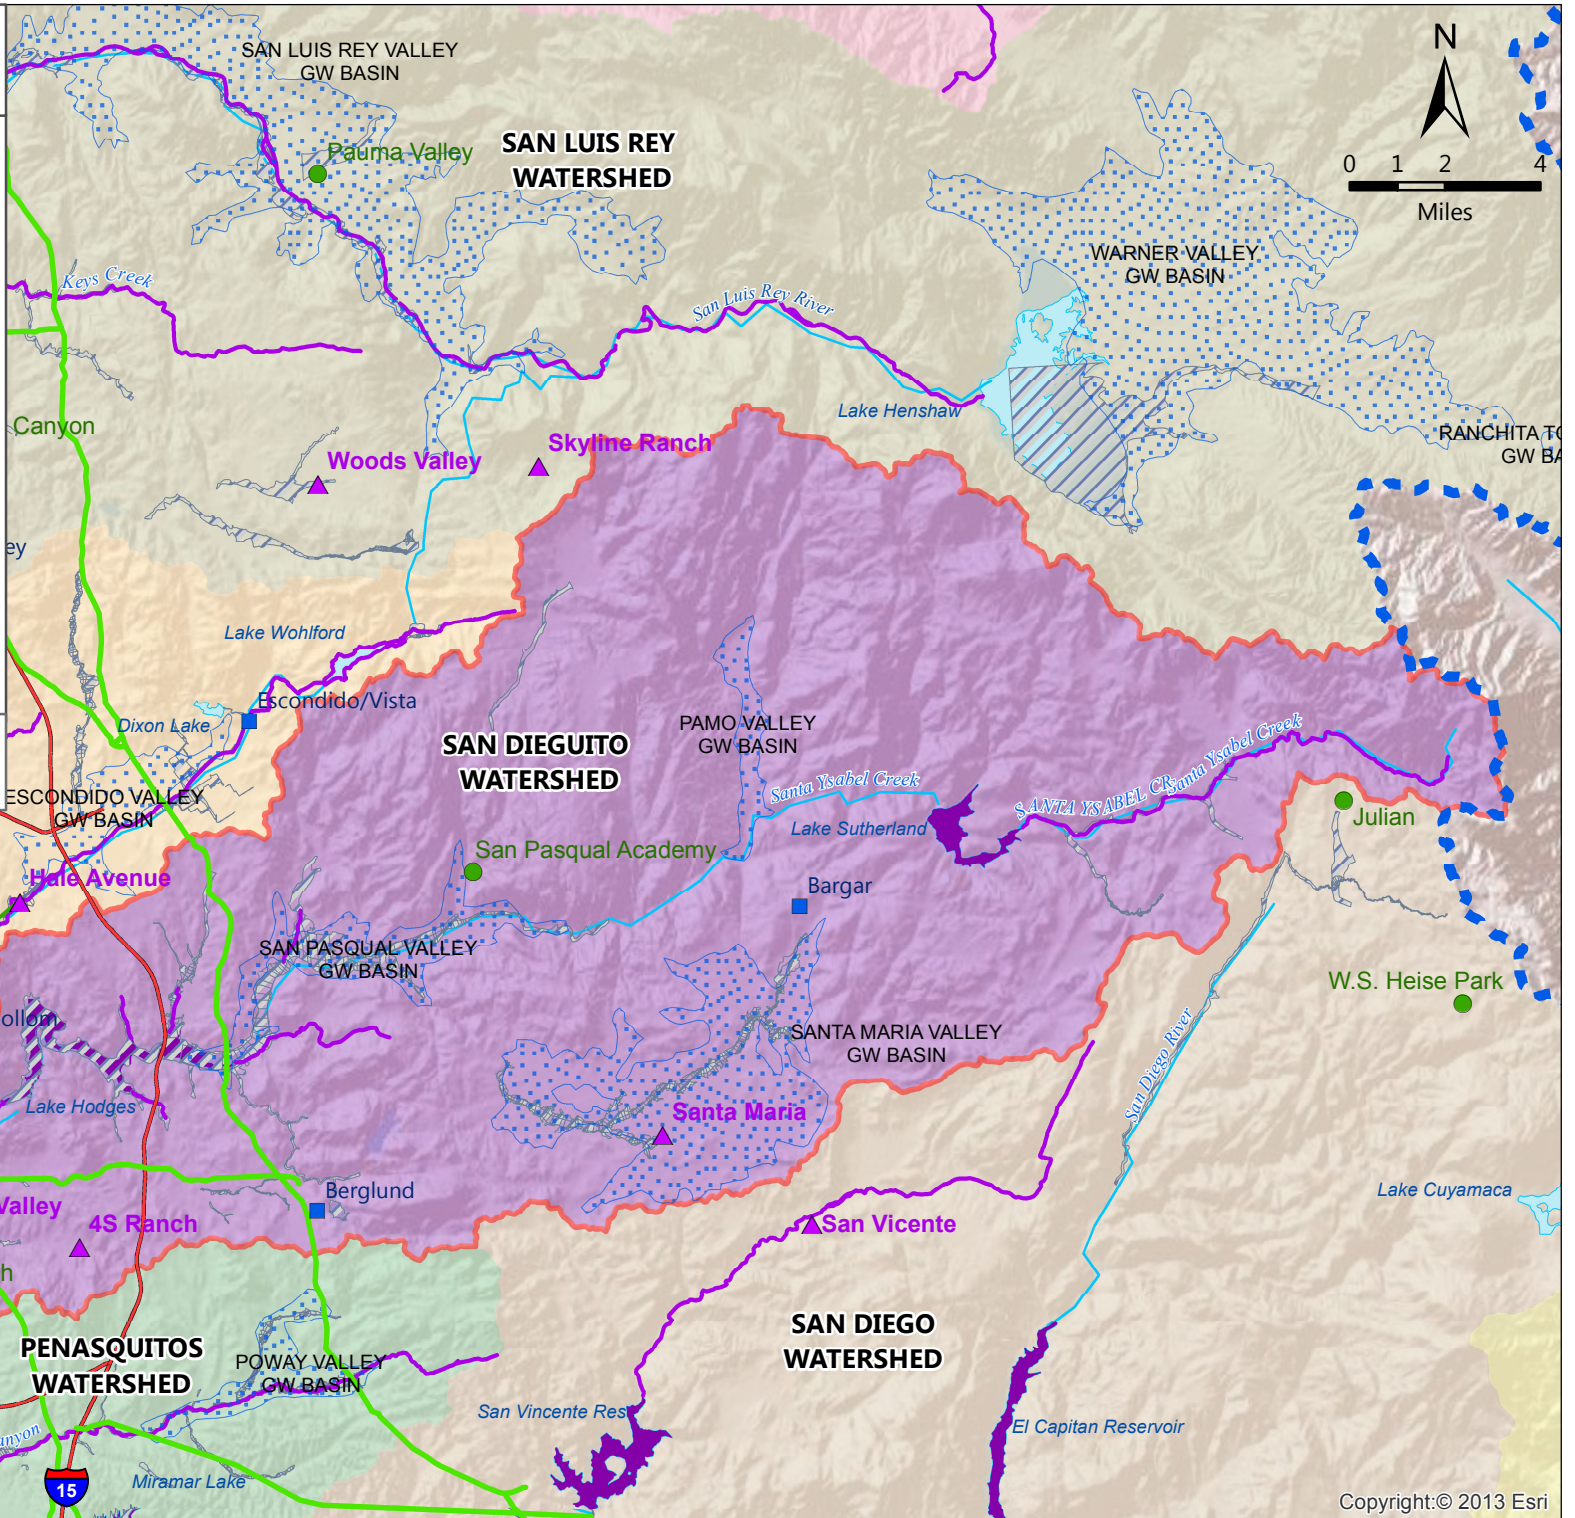 SAN LUIS REY VALLEY
GW BASIN
N
0 1 2 4
Miles
SAN LUIS REY
WATERSHED
Pauma Valley
WARNER VALLEY
GW BASIN
Keys Creek
San Luis Rey River
Lake Henshaw
Canyon
Skyline Ranch
Woods Valley
RANCHITA TO
GW BA
ey
Lake Wohlford
Escondido/Vista
Dixon Lake
SAN DIEGUITO
WATERSHED
PAMO VALLEY
GW BASIN
Santa Ysabel Creek
SANTA YSABEL CR
Santa Ysabel Creek
ESCONDIDO VALLEY
GW BASIN
Lake Sutherland
Julian
San Pasqual Academy
Hale Avenue
Bargar
SAN PASQUAL VALLEY
GW BASIN
W.S. Heise Park
ollom
SANTA MARIA VALLEY
GW BASIN
San Diego River
Lake Hodges
Santa Maria
Berglund
Lake Cuyamaca
Valley
4S Ranch
San Vicente
h
SAN DIEGO
WATERSHED
PENASQUITOS
WATERSHED
POWAY VALLEY
GW BASIN
San Vincente Res
El Capitan Reservoir
anyon
Miramar Lake
15
Copyright:© 2013 Esri